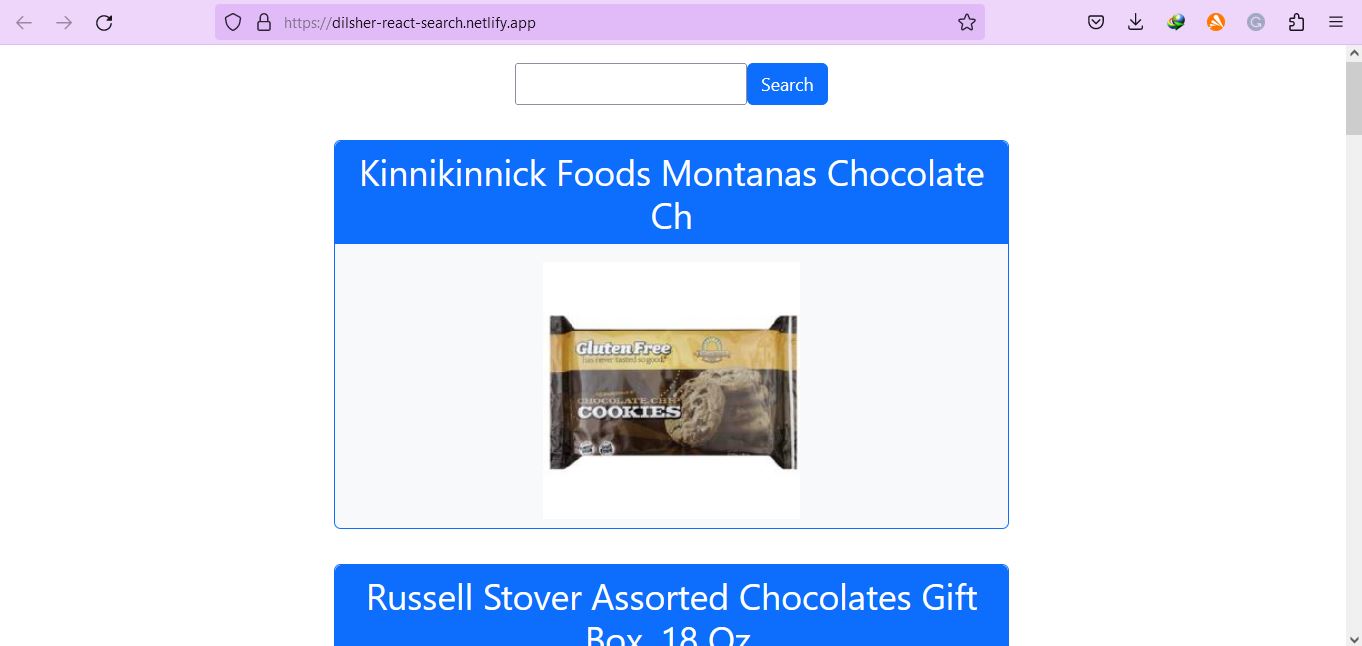 https://dilsher-react-search.netlify.app
Search
Kinnikinnick Foods Montanas Chocolate
Ch
Gluten Free
has never tasted so good!
CHOCOLATE CHIP
COOKIES
Russell Stover Assorted Chocolates Gift
Box, 18 Oz